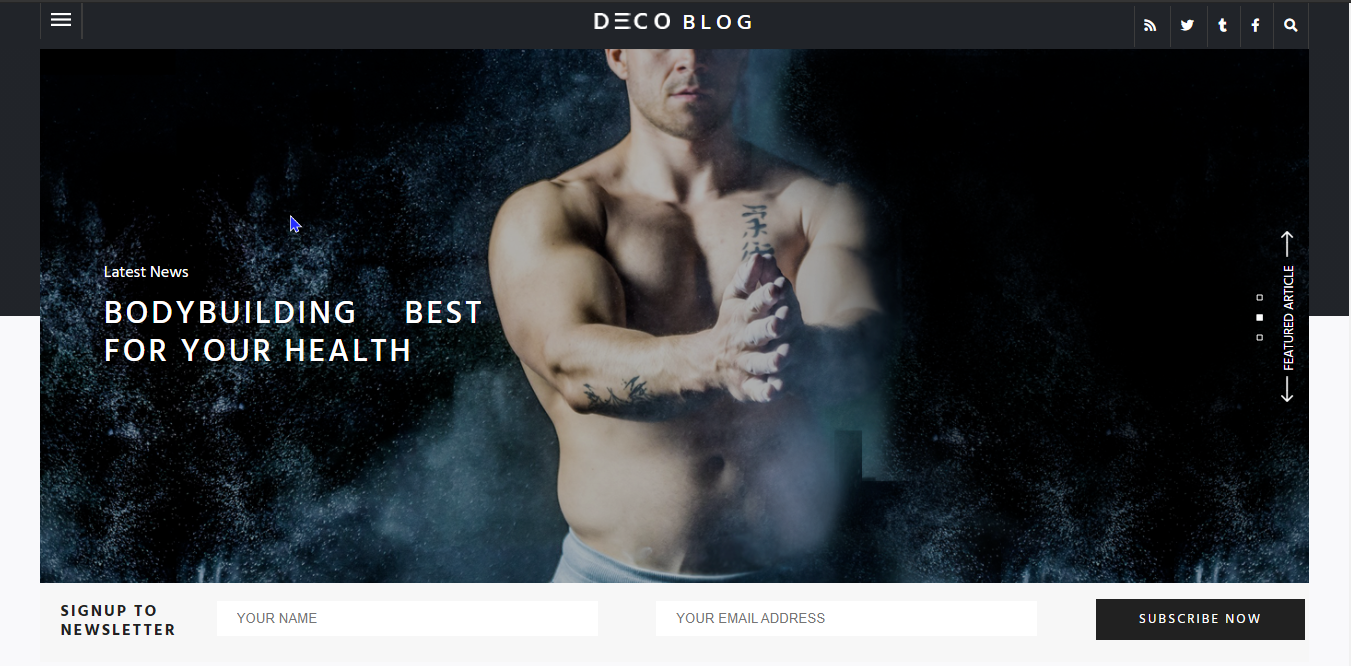 DECO BLOG
Latest News
BODYBUILDING BEST
FOR YOUR HEALTH
FEATURED ARTICLE
SIGNUP TO
NEWSLETTER
YOUR NAME
YOUR EMAIL ADDRESS
SUBSCRIBE NOW